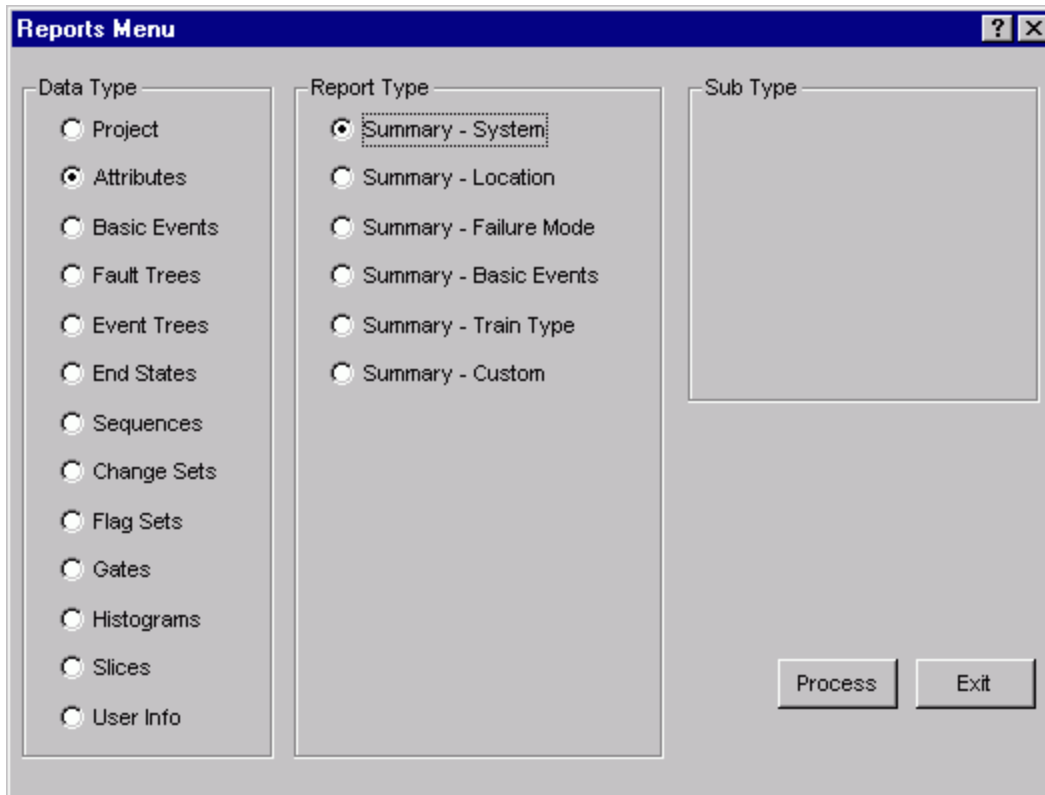 Reports Menu
Data Type
Project
Attributes
Basic Events
Fault Trees
Event Trees
End States
Sequences
Change Sets
Flag Sets
Gates
Histograms
Slices
User Info
Report Type
Summary - System
Summary - Location
Summary - Failure Mode
Summary - Basic Events
Summary - Train Type
Summary - Custom
Sub Type
Process
Exit